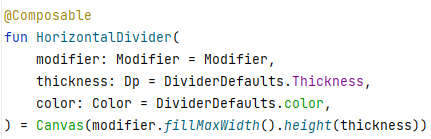 @Composable
fun HorizontalDivider(
    modifier: Modifier = Modifier,
    thickness: Dp = DividerDefaults.Thickness,
    color: Color = DividerDefaults.color,
) = Canvas(modifier.fillMaxWidth().height(thickness))